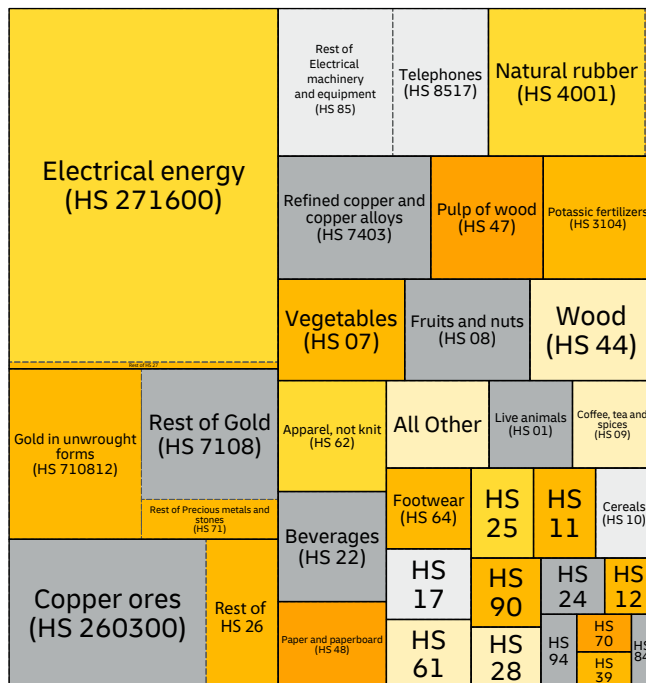 Electrical energy
(HS 271600)
Rest of HS 27
Gold in unwrought
forms
(HS 710812)
Rest of Gold
(HS 7108)
Rest of Precious metals and
stones
(HS 71)
Copper ores
(HS 260300)
Rest of
HS 26
Rest of
Electrical
machinery
and equipment
(HS 85)
Telephones
(HS 8517)
Natural rubber
(HS 4001)
Refined copper and
copper alloys
(HS 7403)
Pulp of wood
(HS 47)
Potassic fertilizers
(HS 3104)
Vegetables
(HS 07)
Fruits and nuts
(HS 08)
Wood
(HS 44)
Apparel, not knit
(HS 62)
All Other
Live animals
(HS 01)
Coffee, tea and
spices
(HS 09)
Beverages
(HS 22)
Footwear
(HS 64)
HS
25
HS
11
Cereals
(HS 10)
HS
17
HS
90
HS
24
HS
12
Paper and paperboard
(HS 48)
HS
61
HS
28
HS
94
HS
70
HS
39
HS
84